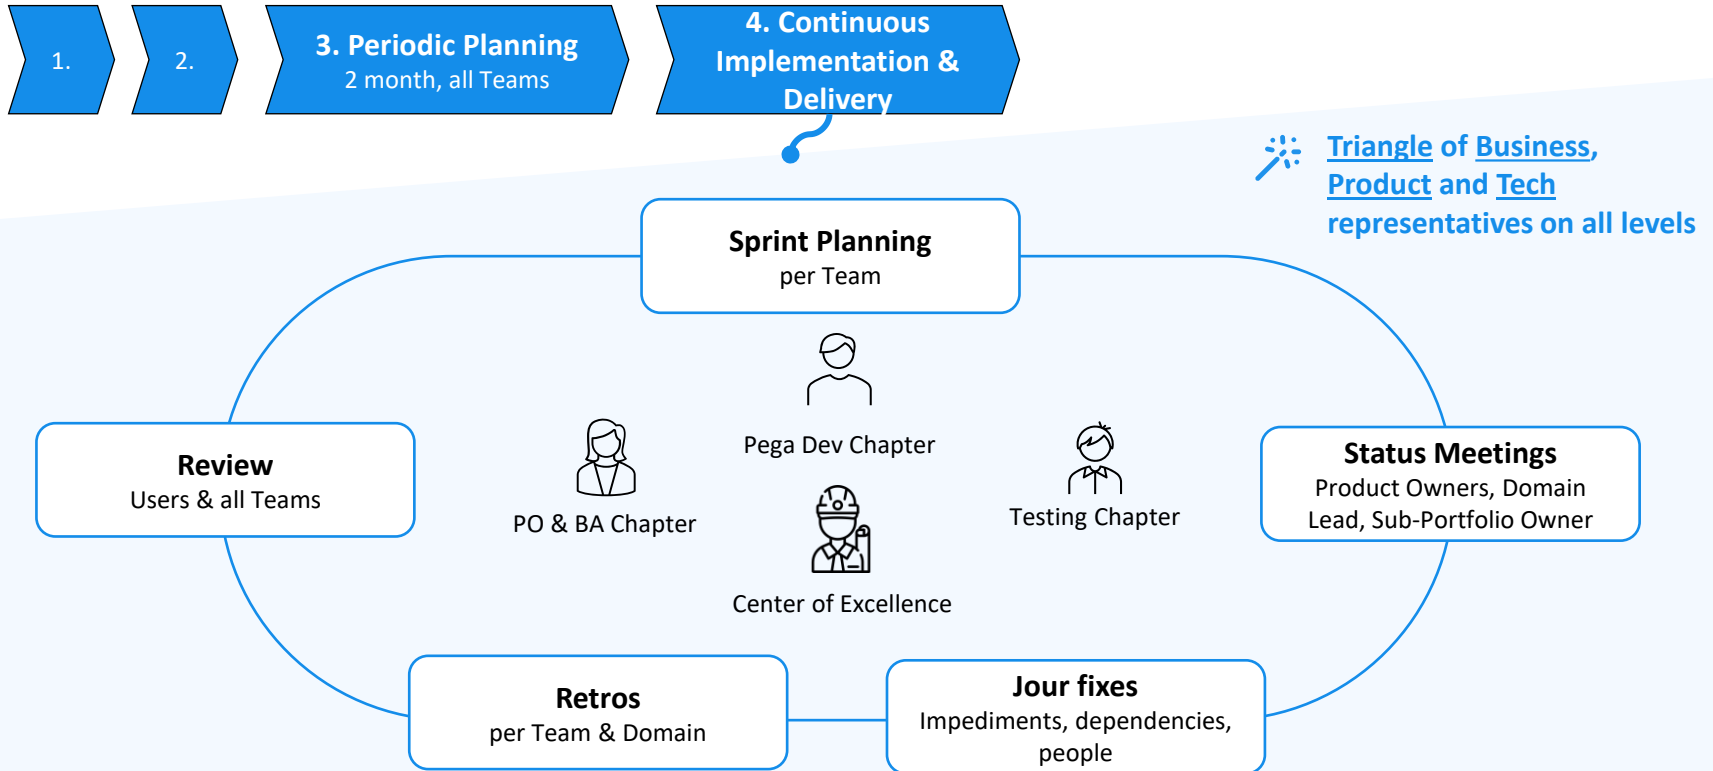 1.
2.
3. Periodic Planning
2 month, all Teams
4. Continuous
Implementation &
Delivery
Triangle of Business,
Product and Tech
representatives on all levels
Sprint Planning
per Team
Review
Users & all Teams
PO & BA Chapter
Pega Dev Chapter
Testing Chapter
Center of Excellence
Status Meetings
Product Owners, Domain
Lead, Sub-Portfolio Owner
Retros
per Team & Domain
Jour fixes
Impediments, dependencies,
people